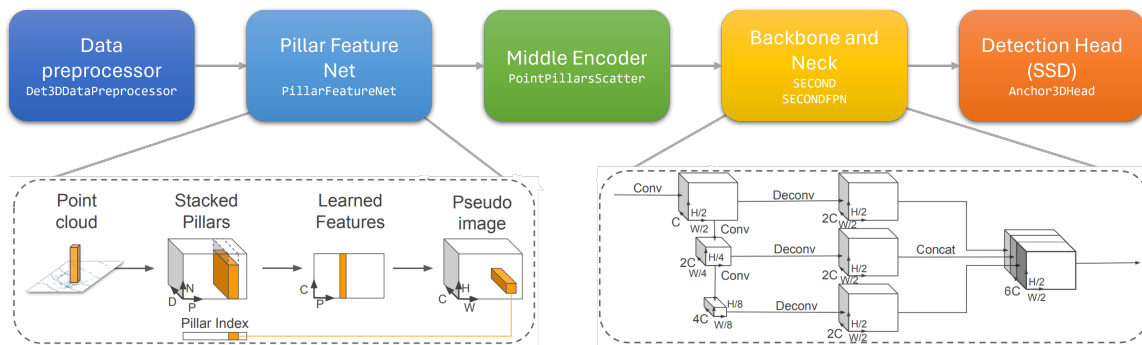 Data
preprocessor
Det3DDataPreprocessor
Pillar Feature
Net
PillarFeatureNet
Middle Encoder
PointPillarsScatter
Backbone and
Neck
SECOND
SECONDFPN
Detection Head
(SSD)
Anchor3DHead
Point
cloud
Stacked
Pillars
Learned
Features
Pseudo
image
N
D
P
C
P
H
C
W
Pillar Index
Conv
H/2
C
W/2
Conv
Deconv
H/2
2C
W/2
H/4
2C
W/4
Conv
Deconv
H/2
2C
W/2
Concat
H/8
4C
W/8
Deconv
H/2
2C
W/2
H/2
6C
W/2